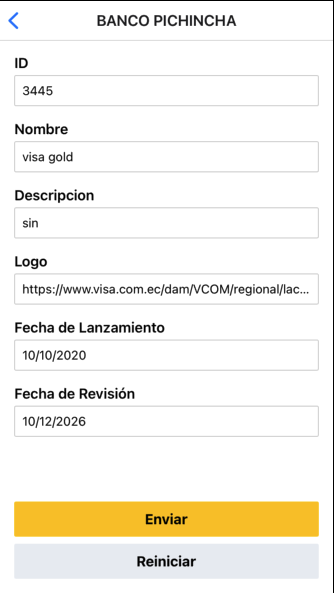 BANCO PICHINCHA
ID
3445
Nombre
visa gold
Descripcion
sin
Logo
https://www.visa.com.ec/dam/VCOM/regional/lac...
Fecha de Lanzamiento
10/10/2020
Fecha de Revisión
10/12/2026
Enviar
Reiniciar